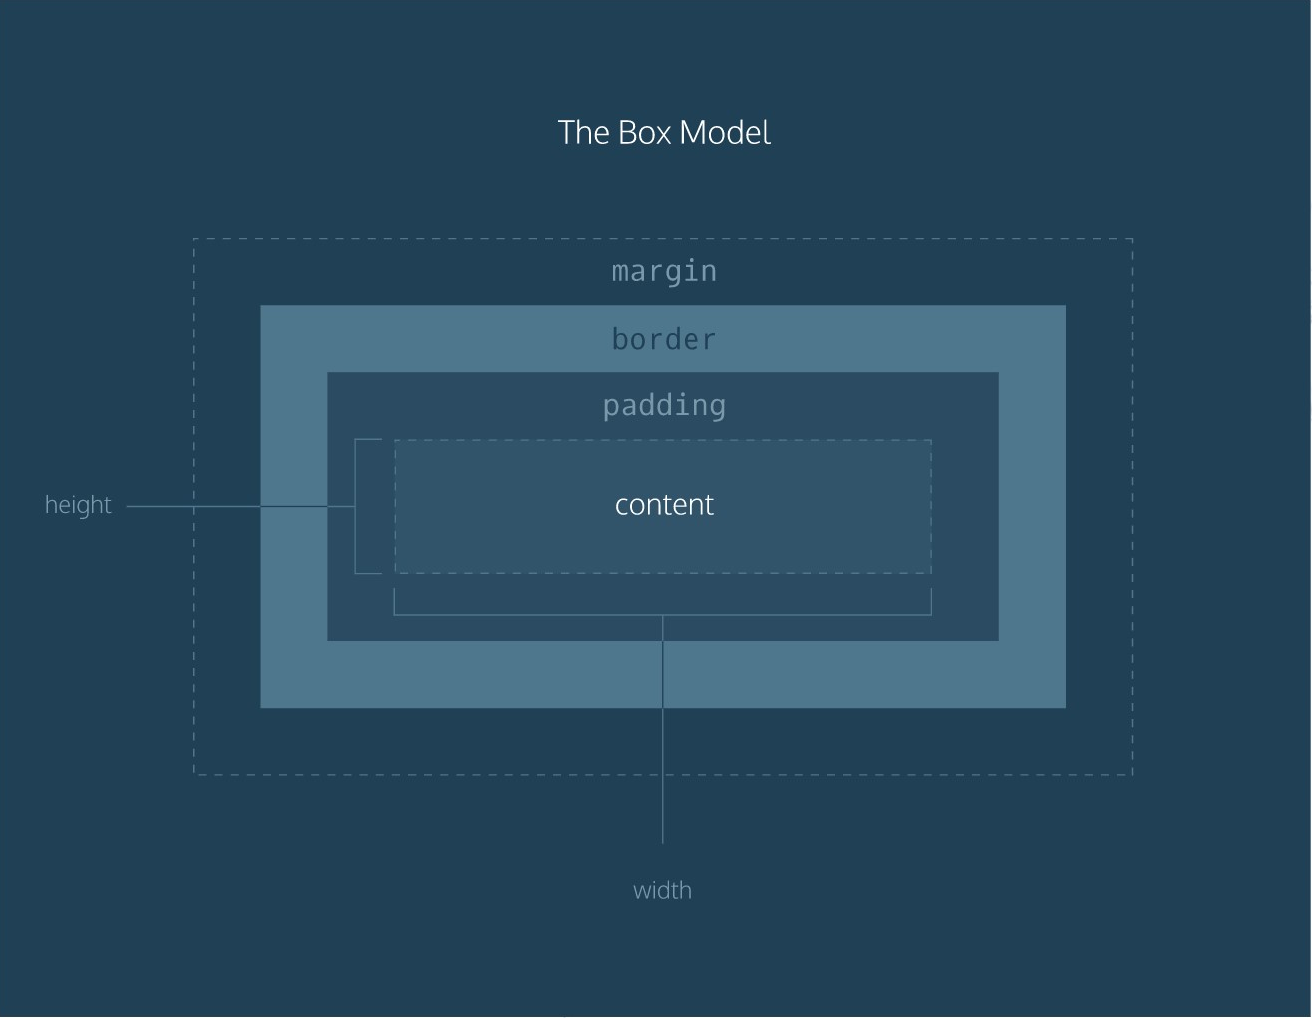 The Box Model
margin
border
padding
content
height
width